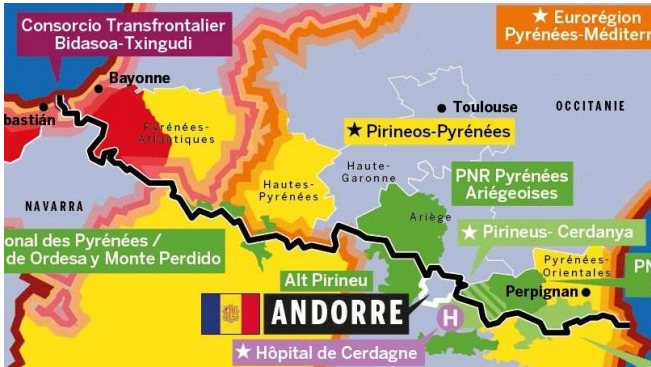 Consorcio Transfrontalier
Bidasoa-Txingudi
★ Eurorégion
Pyrénées-Méditerr
Bayonne
ebastián
Toulouse
OCCITANIE
Pyrénées-
Atlantiques
★ Pirineos-Pyrénées
Haute-
Garonne
PNR Pyrénées
Ariégeoises
Hautes-
Pyrénées
NAVARRA
Ariège
★ Pirineus- Cerdanya
onal des Pyrénées /
de Ordesa y Monte Perdido
Pyrénées-
Orientales
PN
Alt Pirineu
Perpignan
ANDORRE
H
★ Hôpital de Cerdagne